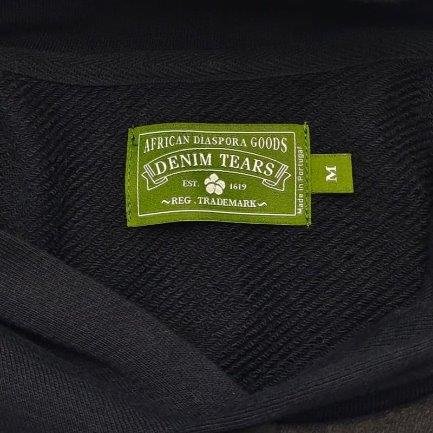 AFRICAN DIASPORA GOODS
DENIM TEARS
EST. 1619
~REG . TRADEMARK~
Made in Portugal
M